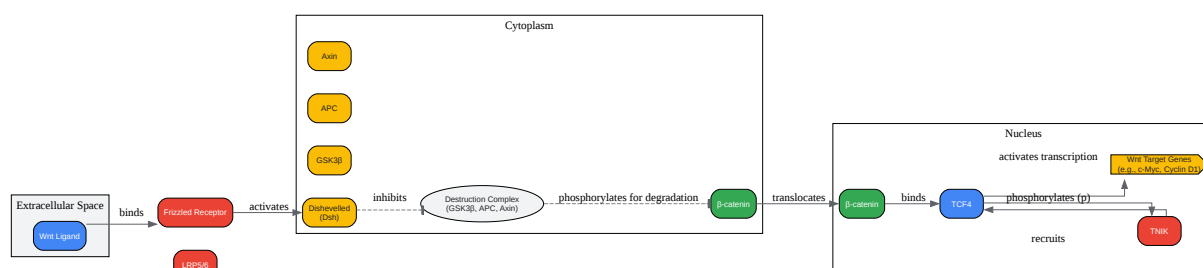 Cytoplasm
Axin
APC
GSK3β
Extracellular Space
Wnt Ligand
binds
Frizzled Receptor
LRP5/6
activates
Dishevelled
(Dsh)
inhibits
Destruction Complex
(GSK3β, APC, Axin)
phosphorylates for degradation
β-catenin
translocates
Nucleus
β-catenin
binds
TCF4
activates transcription
Wnt Target Genes
(e.g., c-Myc, Cyclin D1)
phosphorylates (p)
recruits
TNIK